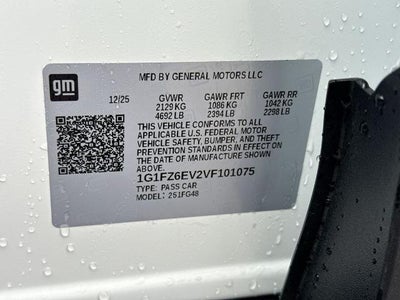 gm
MFD BY GENERAL MOTORS LLC
12/25 GVWR GAWR FRT GAWR RR
2129 KG 1086 KG 1042 KG
4692 LB 2394 LB 2298 LB
THIS VEHICLE CONFORMS TO ALL
APPLICABLE U.S. FEDERAL MOTOR
VEHICLE SAFETY, BUMPER, AND THEFT
PREVENTION STANDARDS IN EFFECT ON
THE DATE OF MANUFACTURE SHOWN
ABOVE.
1G1FZ6EV2VF101075
TYPE: PASS CAR
MODEL: 2S1FG48